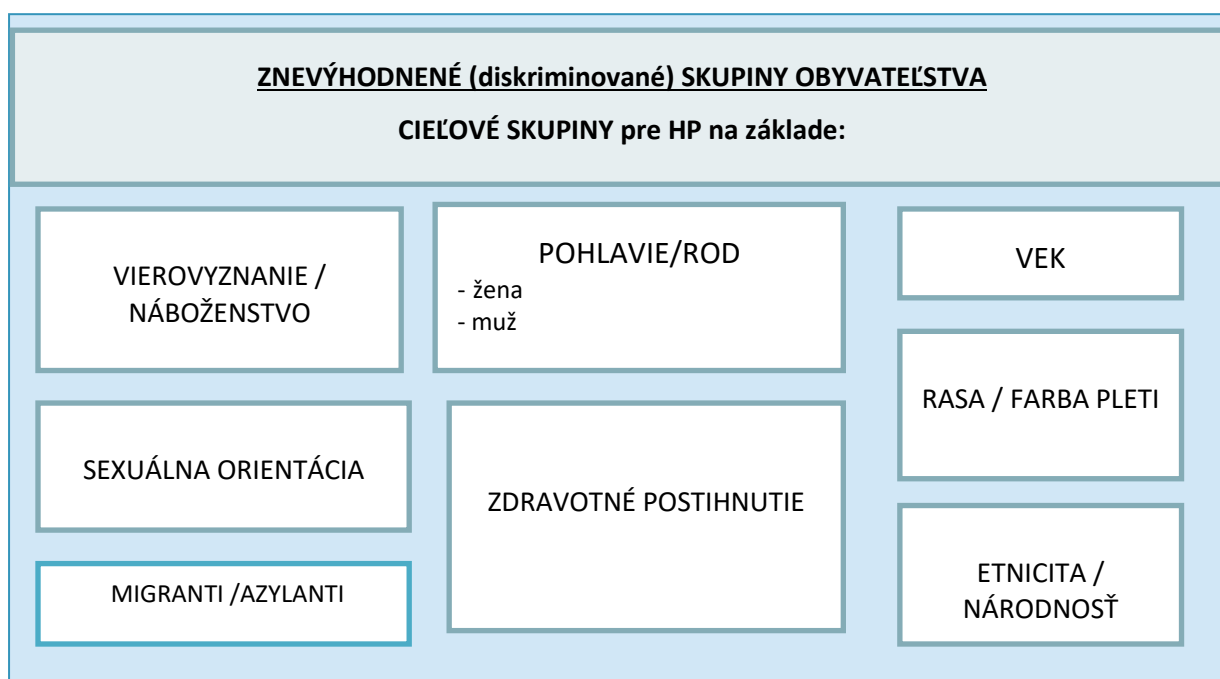 ZNEVÝHODNENÉ (diskriminované) SKUPINY OBYVATEĽSTVA
CIEĽOVÉ SKUPINY pre HP na základe:
VIEROVYZNANIE /
NÁBOŽENSTVO
POHLAVIE/ROD
- žena
- muž
VEK
RASA / FARBA PLETI
SEXUÁLNA ORIENTÁCIA
ZDRAVOTNÉ POSTIHNUTIE
MIGRANTI /AZYLANTI
ETNICITA /
NÁRODNOSŤ